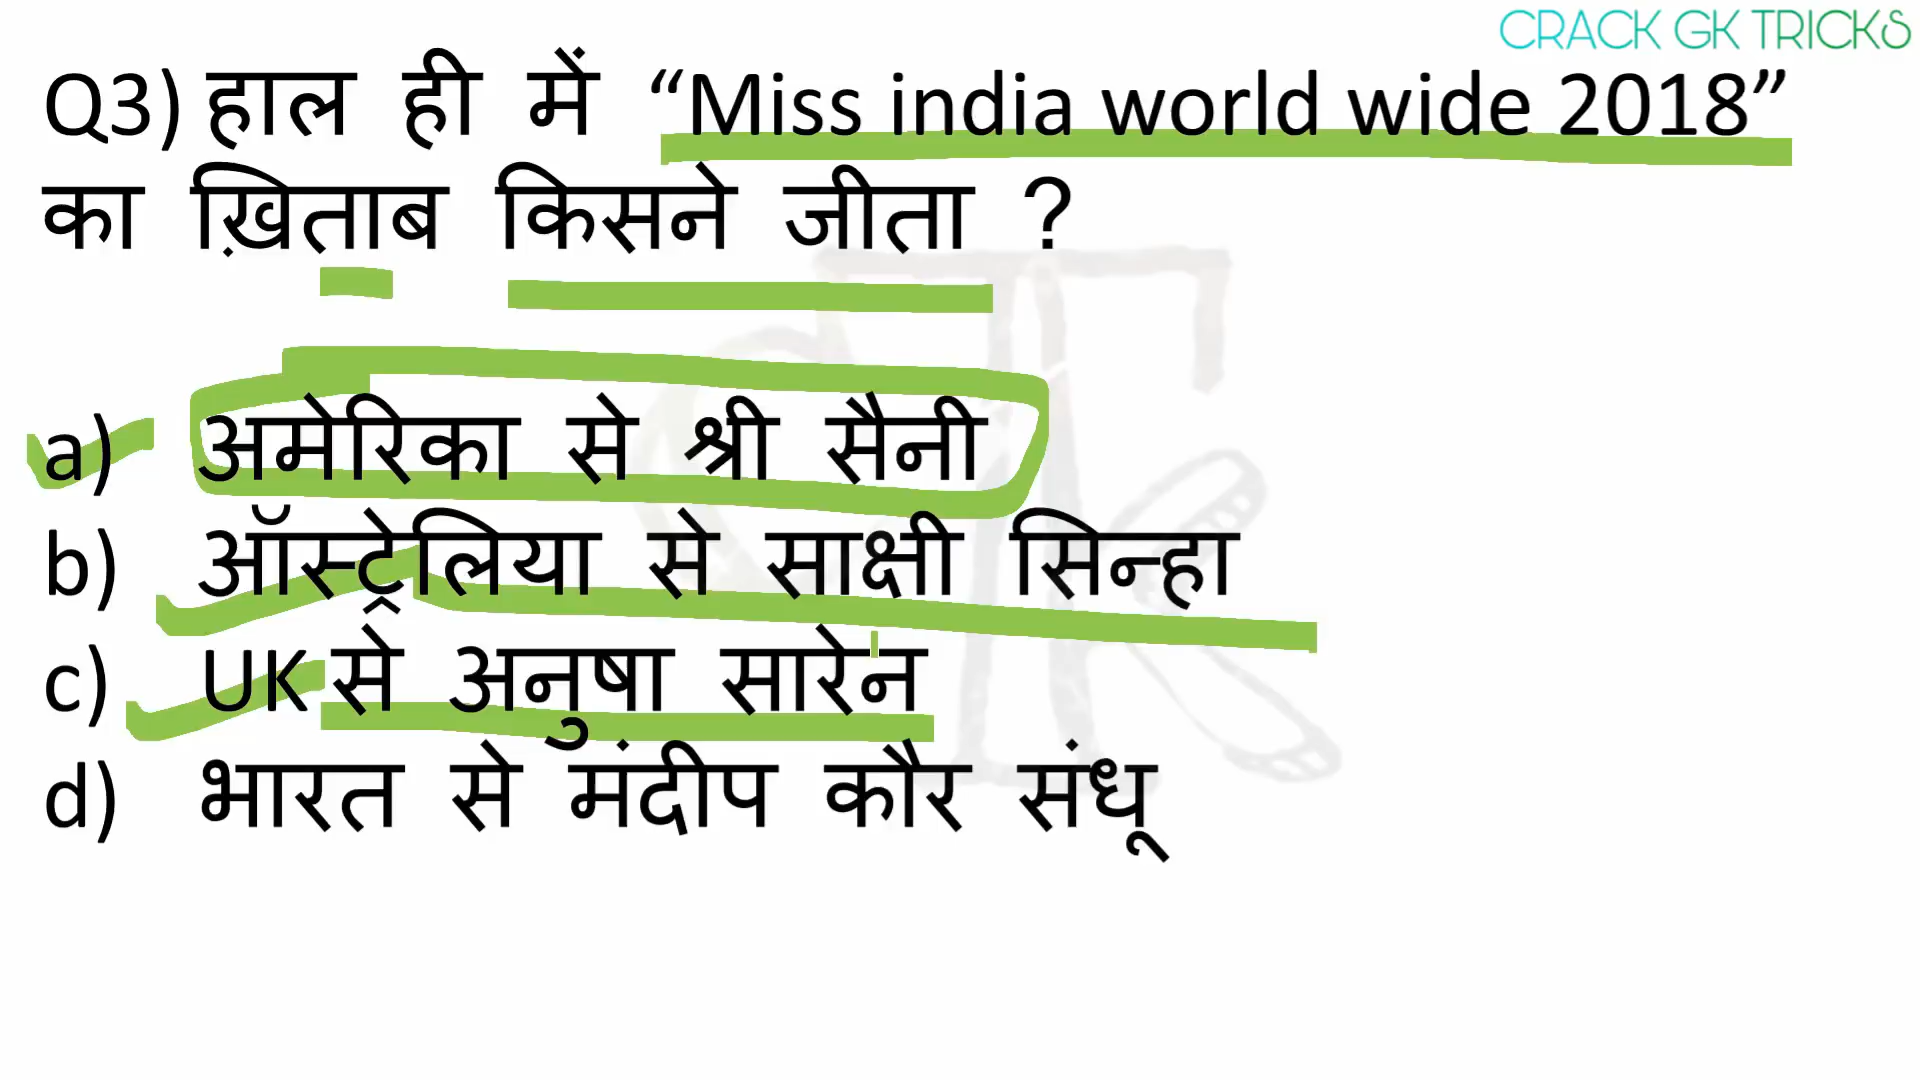 CRACK GK TRICKS
Q3) हाल ही में “Miss india world wide 2018”
का ख़िताब किसने जीता ?
a) अमेरिका से श्री सैनी
b) ऑस्ट्रेलिया से साक्षी सिन्हा
c) UK से अनुषा सारेन
d) भारत से मंदीप कौर संधू